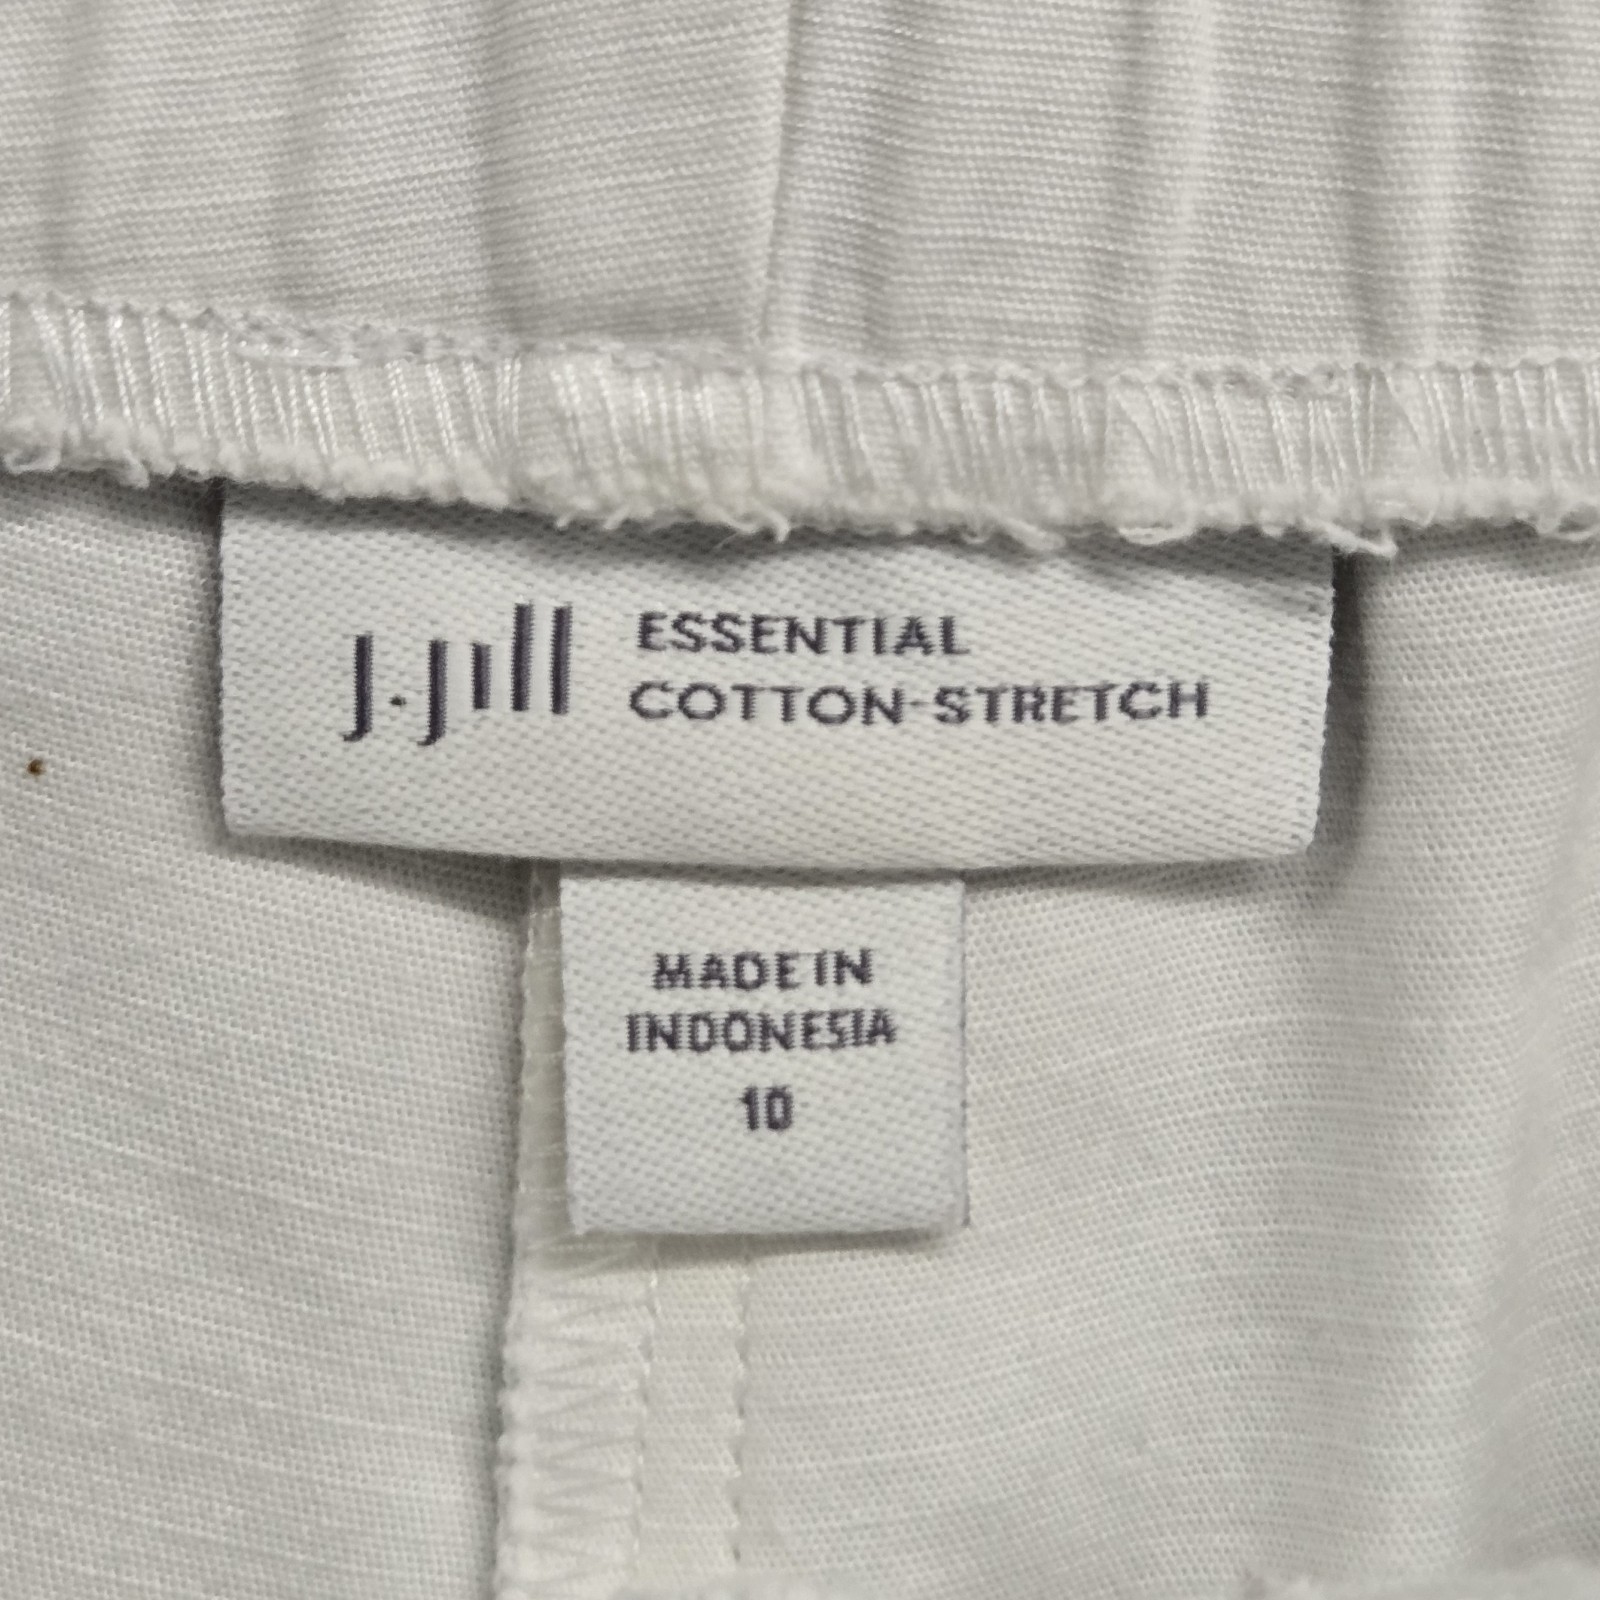 J.Jill
ESSENTIAL
COTTON-STRETCH
MADE IN
INDONESIA
10